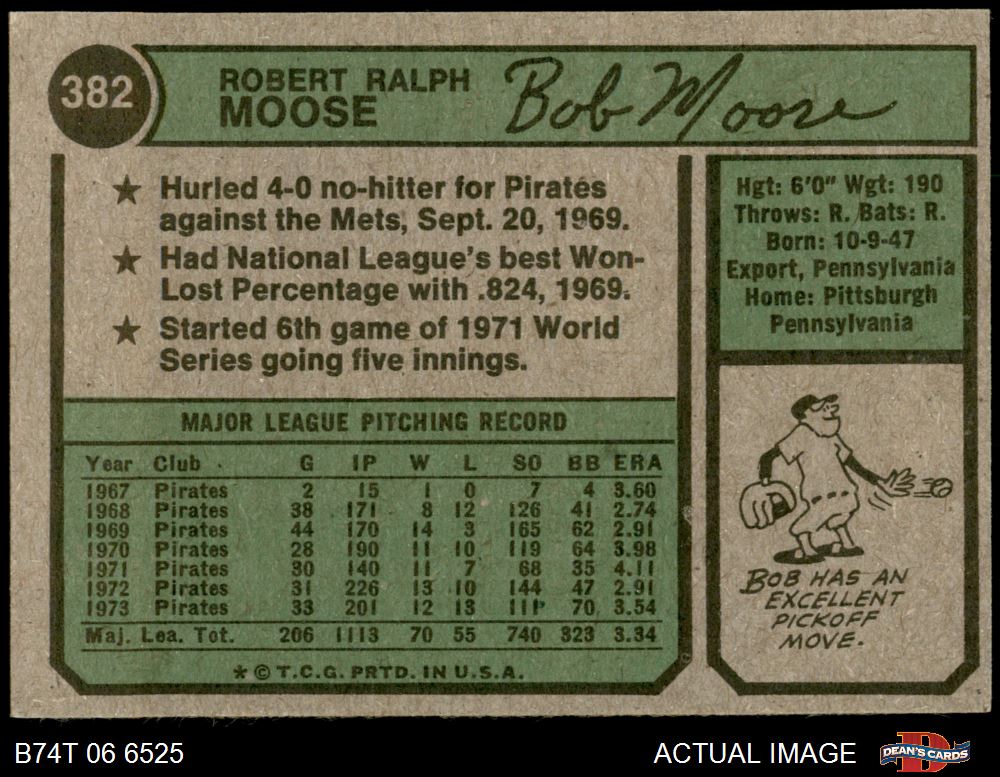 382
ROBERT RALPH
MOOSE
Bob Moose
★ Hurled 4-0 no-hitter for Pirates
against the Mets, Sept. 20, 1969.
★ Had National League's best Won-
Lost Percentage with .824, 1969.
★ Started 6th game of 1971 World
Series going five innings.
Hgt: 6'0" Wgt: 190
Throws: R. Bats: R.
Born: 10-9-47
Export, Pennsylvania
Home: Pittsburgh
Pennsylvania
MAJOR LEAGUE PITCHING RECORD
Year Club G IP W L SO BB ERA
1967 Pirates 2 15 1 0 7 4 3.60
1968 Pirates 38 171 8 12 126 41 2.74
1969 Pirates 44 170 14 3 165 62 2.91
1970 Pirates 28 190 11 10 119 64 3.98
1971 Pirates 30 140 11 7 68 35 4.11
1972 Pirates 31 226 13 10 144 47 2.91
1973 Pirates 33 201 12 13 111 70 3.54
Maj. Lea. Tot. 206 1113 70 55 740 323 3.34
* © T.C.G. PRTD. IN U.S.A.
BOB HAS AN
EXCELLENT
PICKOFF
MOVE.
B74T 06 6525
ACTUAL IMAGE
DEAN'S CARDS